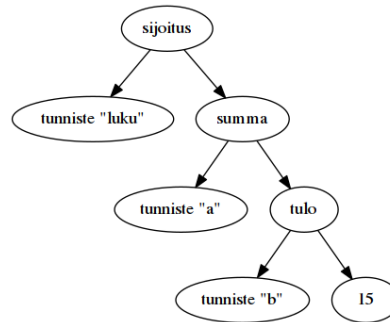 sijoitus
tunniste "luku"
summa
tunniste "a"
tulo
tunniste "b"
15